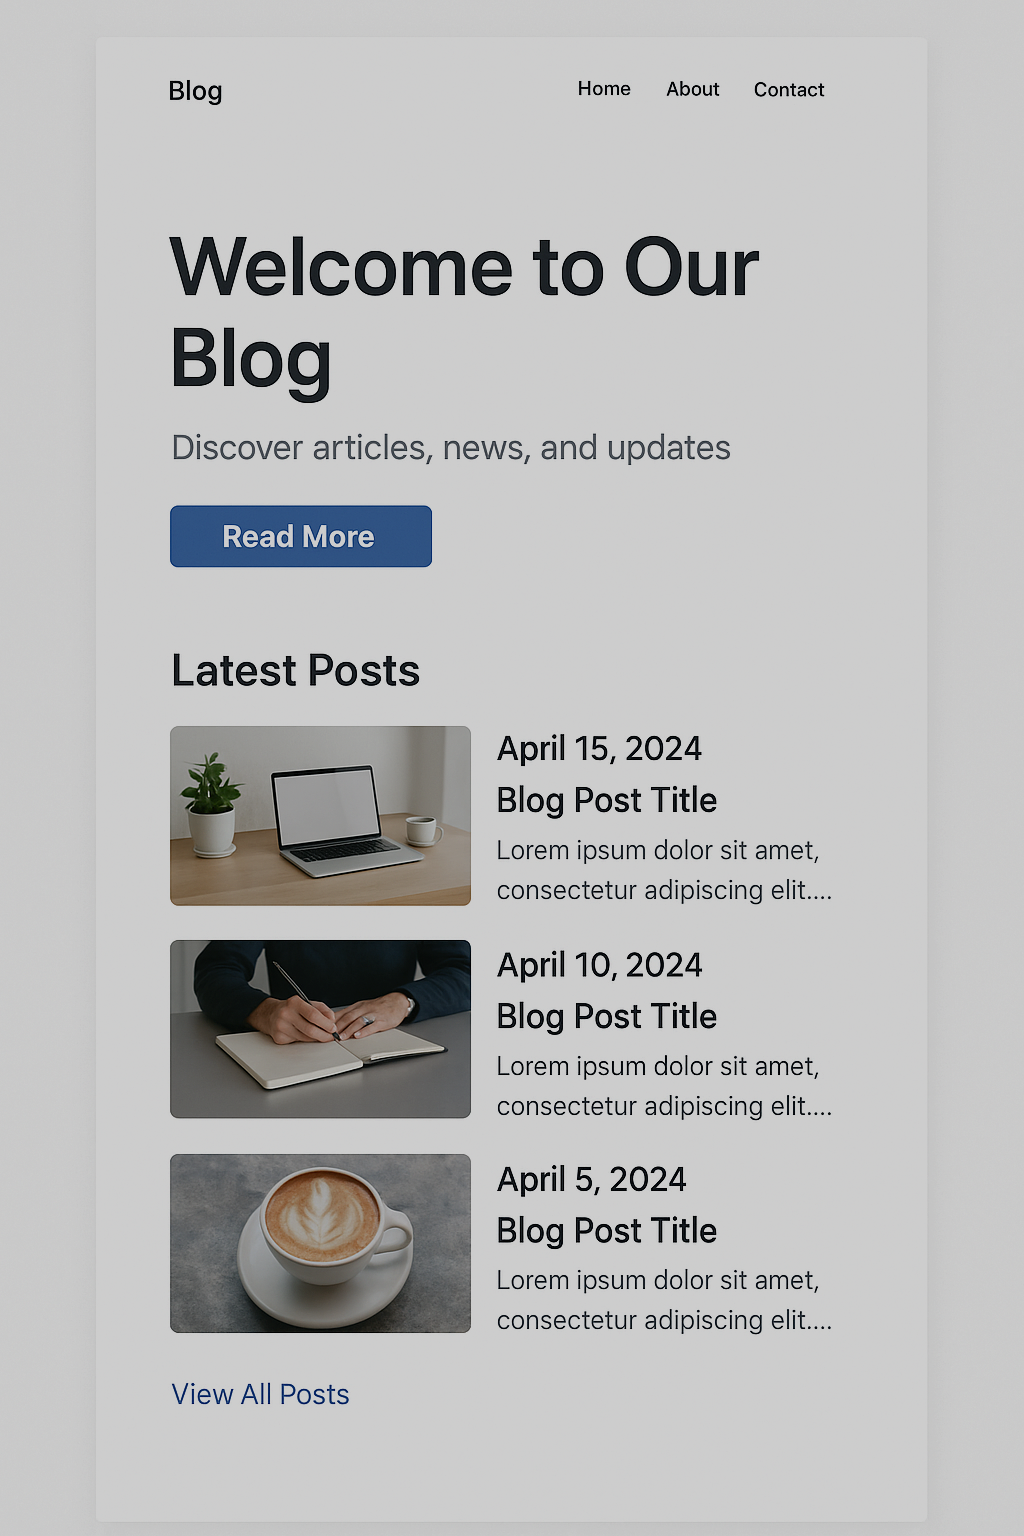 Blog
Home About Contact
Welcome to Our
Blog
Discover articles, news, and updates
Read More
Latest Posts
April 15, 2024
Blog Post Title
Lorem ipsum dolor sit amet,
consectetur adipiscing elit....
April 10, 2024
Blog Post Title
Lorem ipsum dolor sit amet,
consectetur adipiscing elit....
April 5, 2024
Blog Post Title
Lorem ipsum dolor sit amet,
consectetur adipiscing elit....
View All Posts